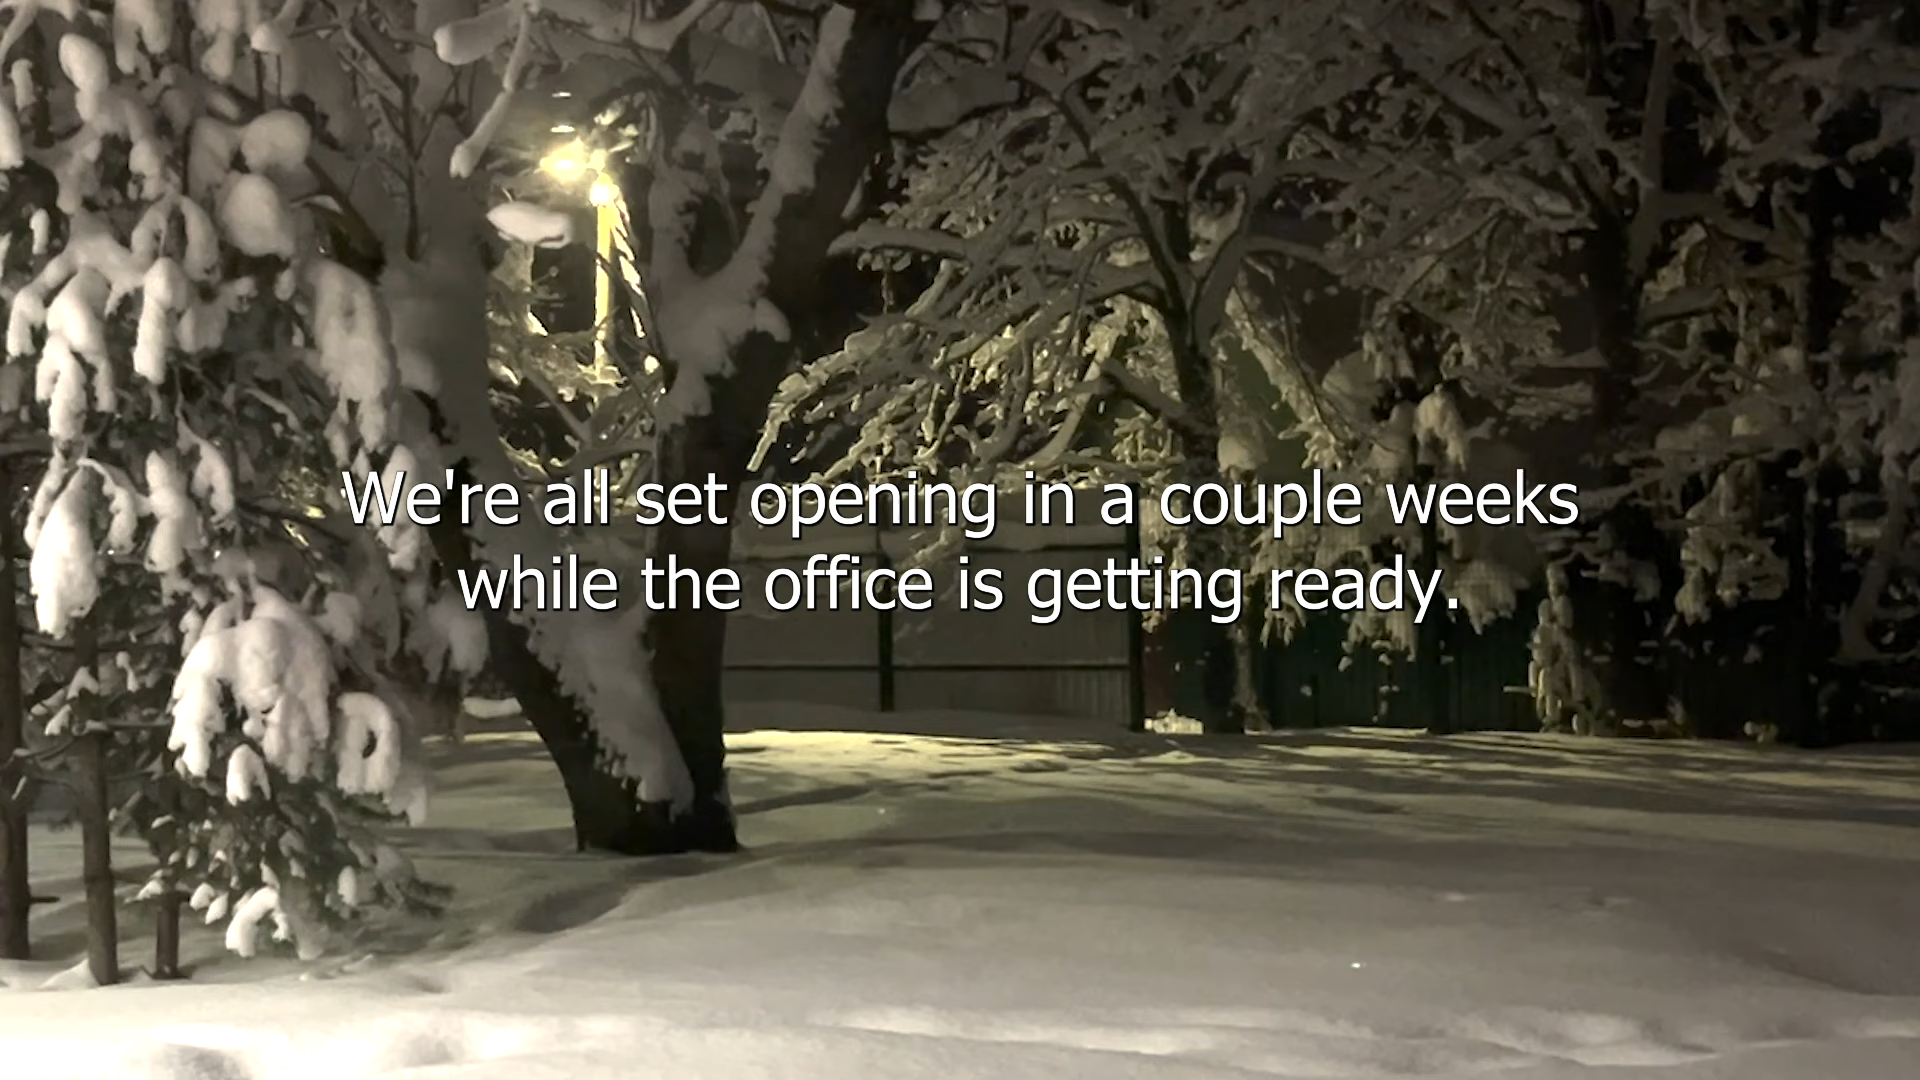 We're all set opening in a couple weeks
while the office is getting ready.